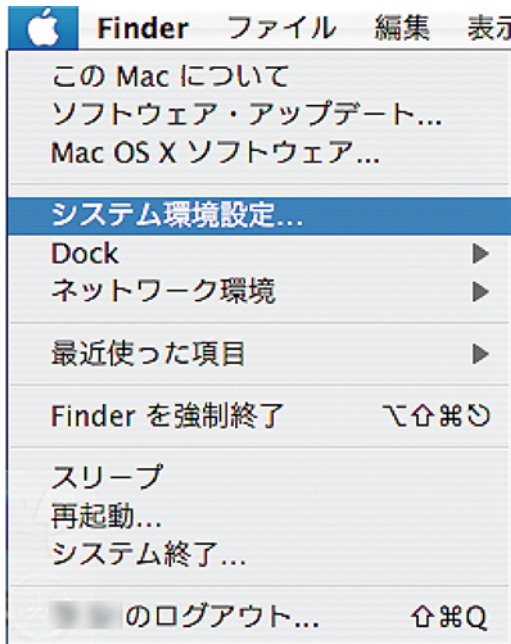 Finder ファイル 編集 表示
この Mac について
ソフトウェア・アップデート...
Mac OS X ソフトウェア...
システム環境設定...
Dock
ネットワーク環境
最近使った項目
Finder を強制終了 ⌥⇧⌘⎋
スリープ
再起動...
システム終了...
のログアウト... ⇧⌘Q